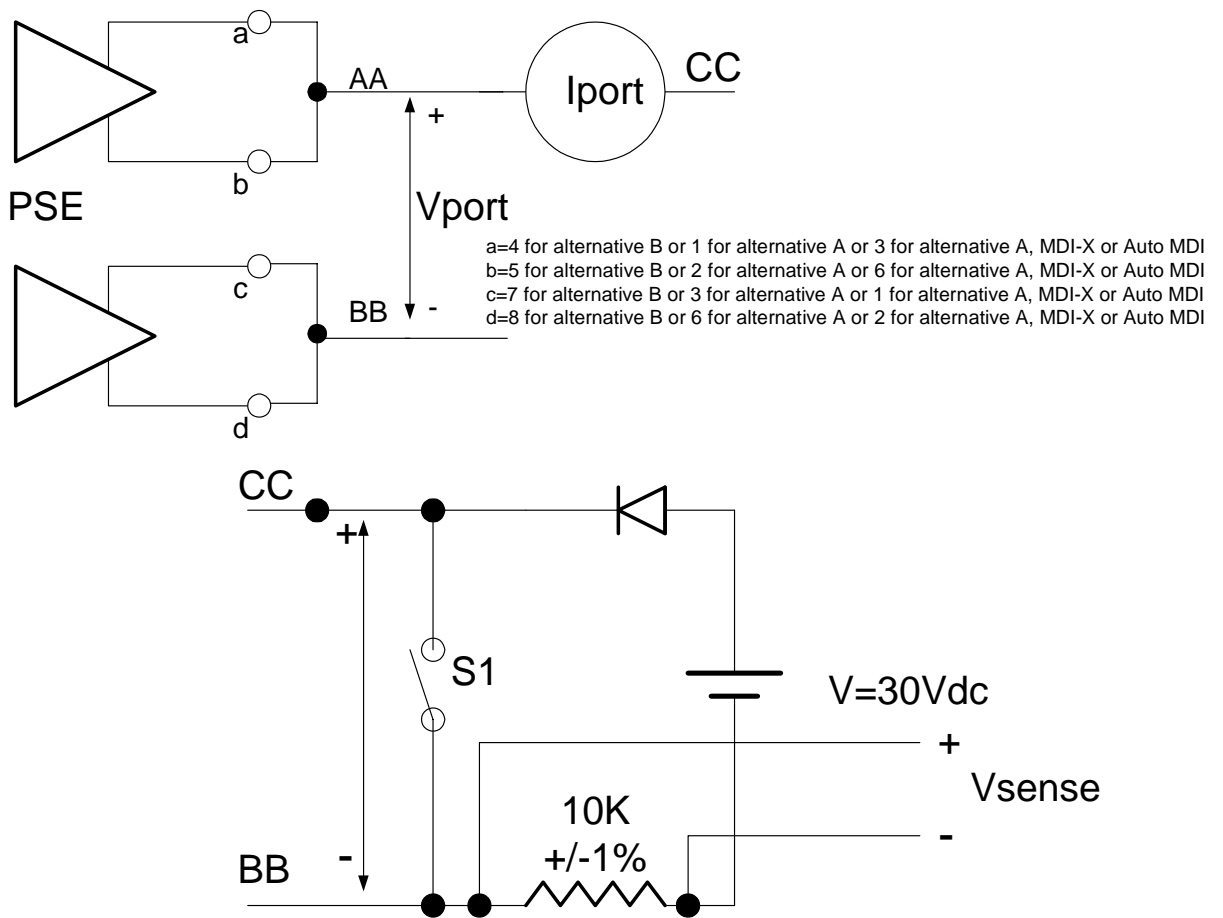 a
AA
Iport
CC
+
b
PSE
Vport
a=4 for alternative B or 1 for alternative A or 3 for alternative A, MDI-X or Auto MDI
b=5 for alternative B or 2 for alternative A or 6 for alternative A, MDI-X or Auto MDI
c=7 for alternative B or 3 for alternative A or 1 for alternative A, MDI-X or Auto MDI
d=8 for alternative B or 6 for alternative A or 2 for alternative A, MDI-X or Auto MDI
c
BB
-
d
CC
+
S1
V=30Vdc
+
Vsense
-
10K
+/-1%
-
BB